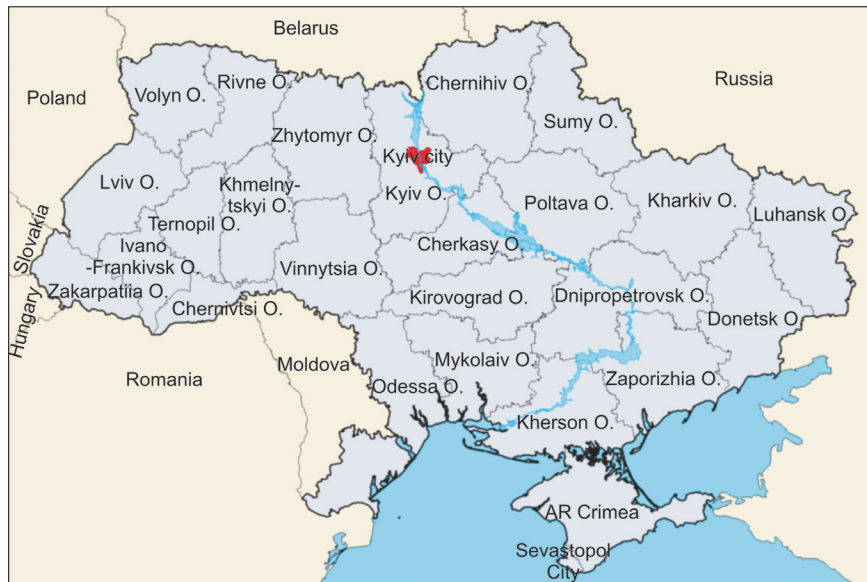 Belarus
Russia
Poland
Volyn O.
Rivne O.
Chernihiv O.
Sumy O.
Zhytomyr O.
Kyiv city
Lviv O.
Khmelny-
tskyi O.
Kyiv O.
Poltava O.
Kharkiv O.
Luhansk O.
Slovakia
Ternopil O.
Ivano
-Frankivsk O.
Cherkasy O.
Vinnytsia O.
Zakarpatiia O.
Hungary
Chernivtsi O.
Kirovograd O.
Dnipropetrovsk O.
Donetsk O.
Moldova
Mykolaiv O.
Romania
Odessa O.
Zaporizhia O.
Kherson O.
AR Crimea
Sevastopol
City